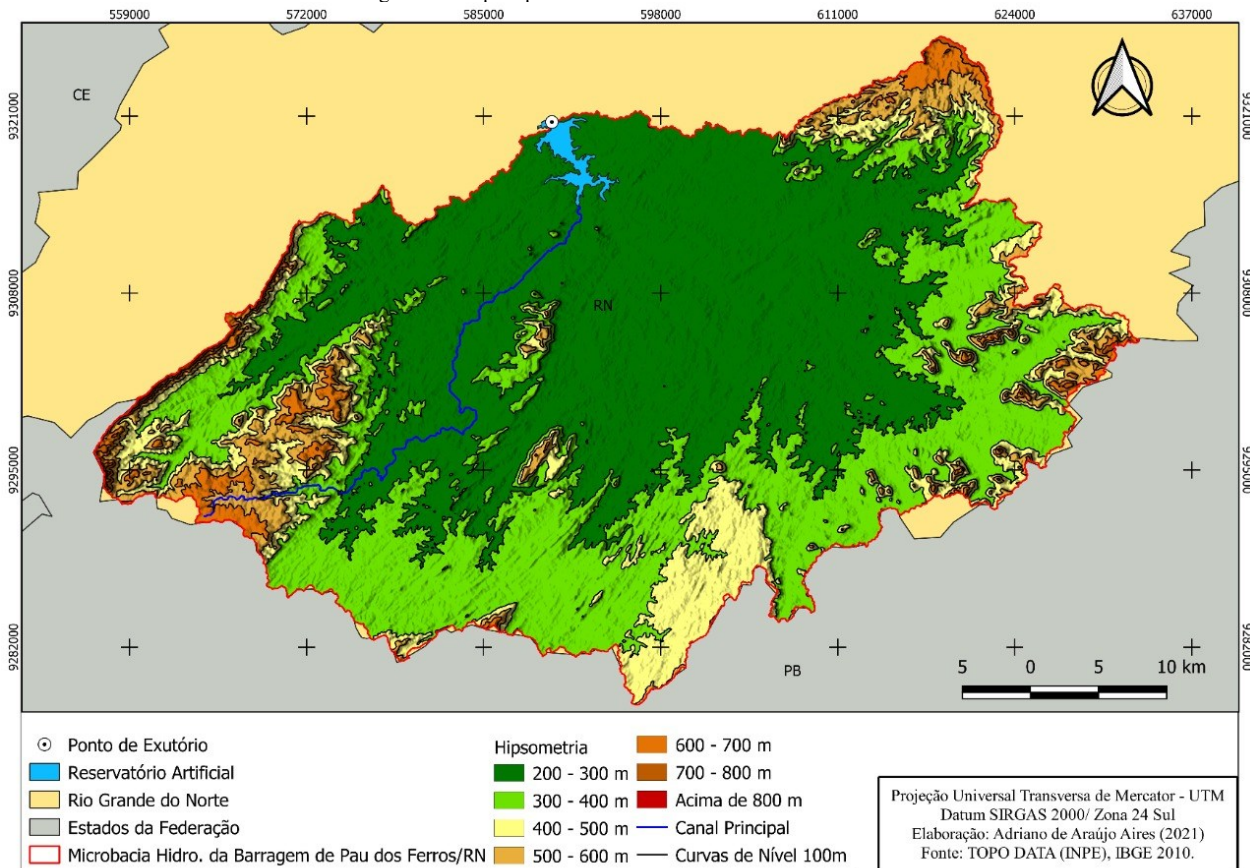 559000 572000 585000 598000 611000 624000 637000
CE
9321000 9321000
9308000 9308000
RN
9295000 9295000
9282000 9282000
PB
5 0 5 10 km
Ponto de Exutório
Reservatório Artificial
Rio Grande do Norte
Estados da Federação
Microbacia Hidro. da Barragem de Pau dos Ferros/RN
Hipsometria
200 - 300 m
300 - 400 m
400 - 500 m
500 - 600 m
600 - 700 m
700 - 800 m
Acima de 800 m
Canal Principal
Curvas de Nível 100m
Projeção Universal Transversa de Mercator - UTM
Datum SIRGAS 2000/ Zona 24 Sul
Elaboração: Adriano de Araújo Aires (2021)
Fonte: TOPO DATA (INPE), IBGE 2010.